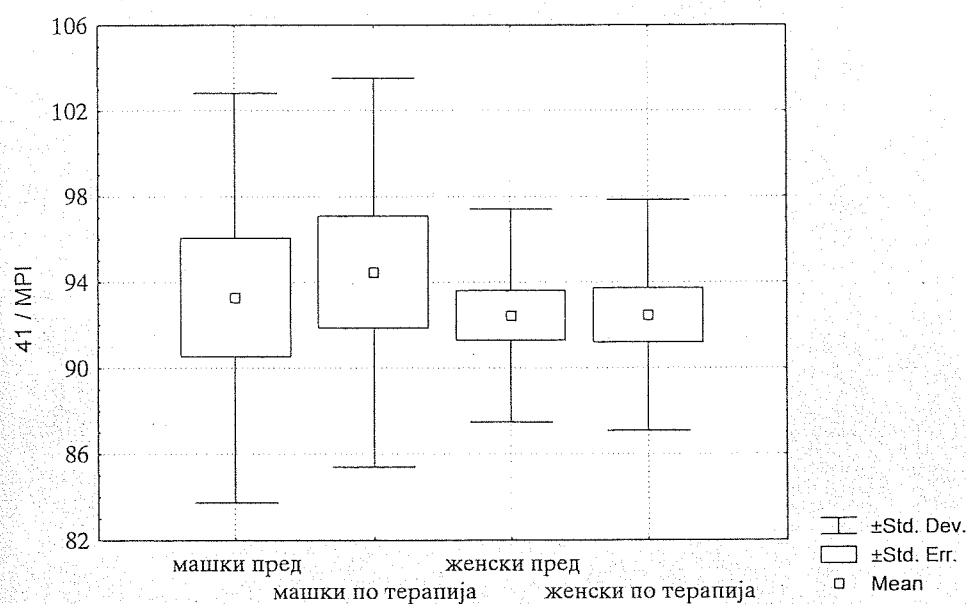 106
102
98
94
90
86
82
41 / MPI
машки пред
женски пред
машки по терапија
женски по терапија
±Std. Dev.
±Std. Err.
Mean